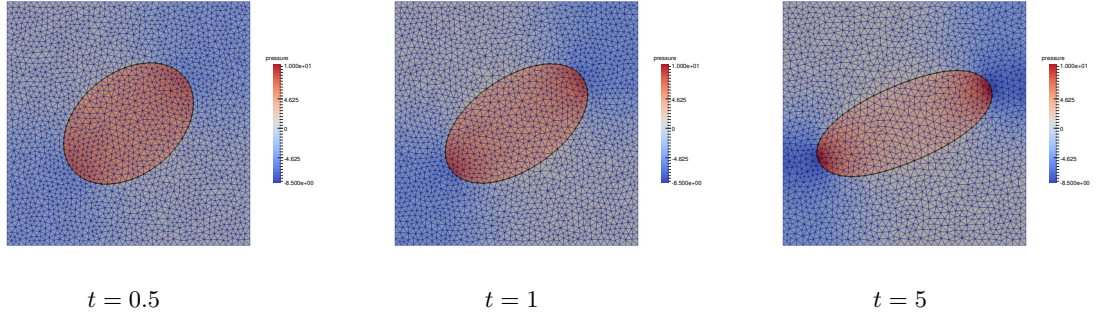 pressure
1.000e+01
4.625
0
-4.625
-8.500e+00
pressure
1.000e+01
4.625
0
-4.625
-8.500e+00
pressure
1.000e+01
4.625
0
-4.625
-8.500e+00
t = 0.5
t = 1
t = 5